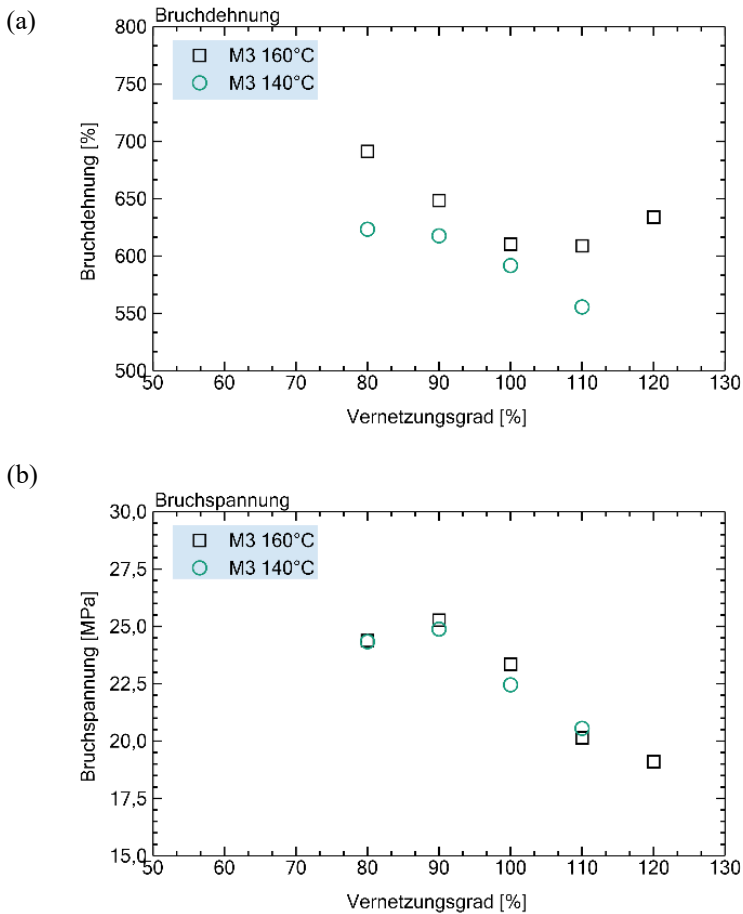 (a)
Bruchdehnung
800
M3 160°C
M3 140°C
750
700
650
600
550
500
50 60 70 80 90 100 110 120 130
Bruchdehnung [%]
Vernetzungsgrad [%]
(b)
Bruchspannung
30,0
M3 160°C
M3 140°C
27,5
25,0
22,5
20,0
17,5
15,0
50 60 70 80 90 100 110 120 130
Bruchspannung [MPa]
Vernetzungsgrad [%]